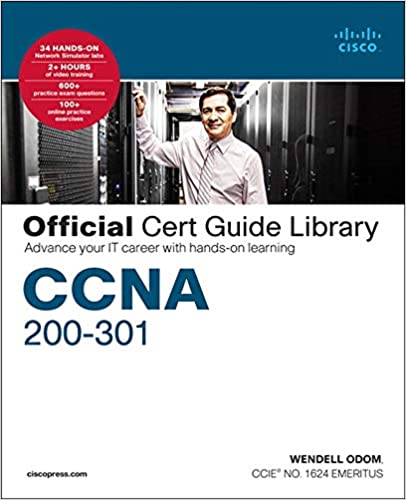 CISCO
34 HANDS-ON
Network Simulator labs
2+ HOURS
of video training
600+
practice exam questions
100+
online practice
exercises
Official Cert Guide Library
Advance your IT career with hands-on learning
CCNA
200-301
WENDELL ODOM,
CCIE® NO. 1624 EMERITUS
ciscopress.com